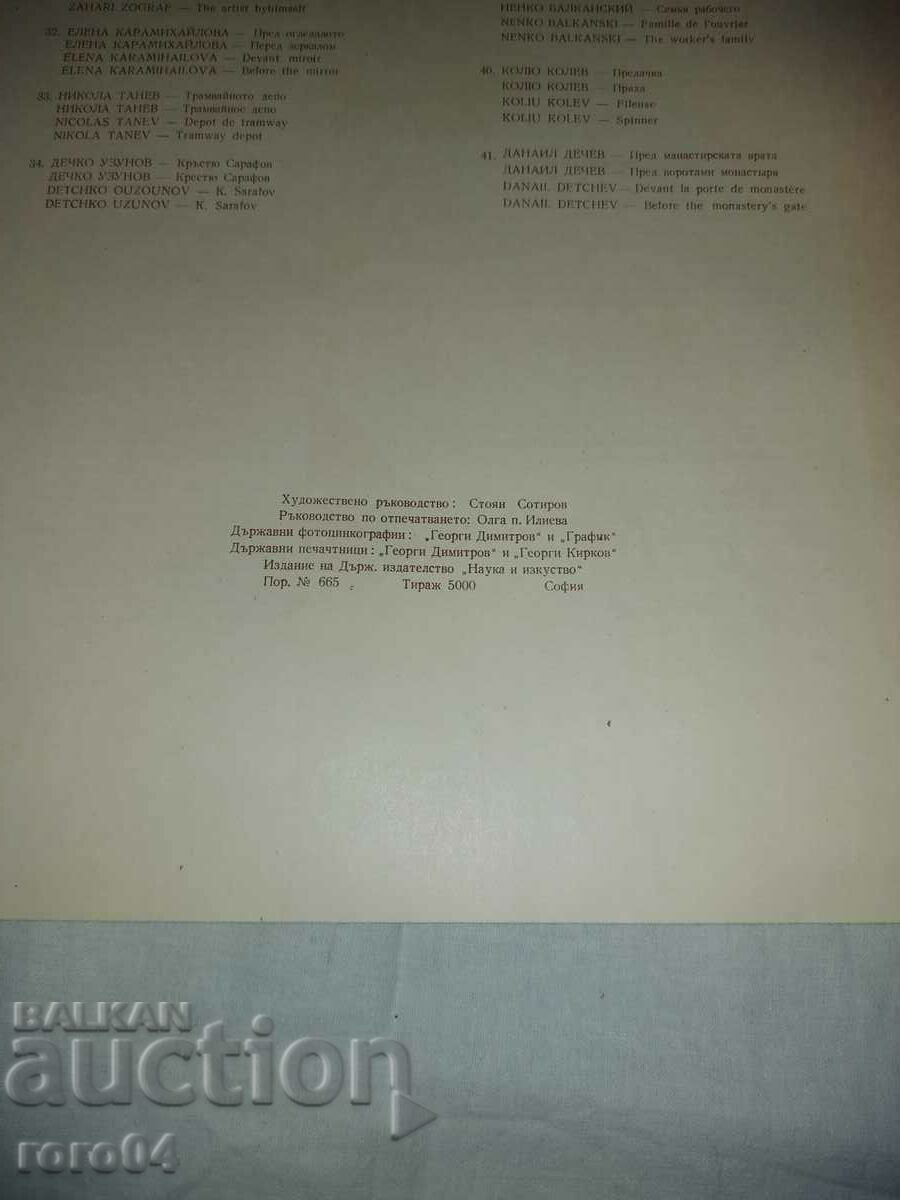 ZAHARI ZOGRAF — The artist byhimself
32. ЕЛЕНА КАРАМИХАЙЛОВА — Пред огледалото
ЕЛЕНА КАРАМИХАЙЛОВА — Перед зеркалом
ELENA KARAMIHAILOVA — Devant miroir
ELENA KARAMIHAILOVA — Before the mirror
33. НИКОЛА ТАНЕВ — Трамвайното депо
НИКОЛА ТАНЕВ — Трамвайное депо
NICOLAS TANEV — Depot de tramway
NIKOLA TANEV — Tramway depot
34. ДЕЧКО УЗУНОВ — Кръстю Сарафов
ДЕЧКО УЗУНОВ — Крестю Сарафов
DETCHKO OUZOUNOV — K. Sarafov
DETCHKO UZUNOV — K. Sarafov
НЕНКО БАЛКАНСКИЙ — Семья рабочего
NENKO BALKANSKI — Famille de l'ouvrier
NENKO BALKANSKI — The worker's family
40. КОЛЮ КОЛЕВ — Предачка
КОЛЮ КОЛЕВ — Пряха
KOLIU KOLEV — Fileuse
KOLIU KOLEV — Spinner
41. ДАНАИЛ ДЕЧЕВ — Пред манастирската врата
ДАНАИЛ ДЕЧЕВ — Пред воротами монастыря
DANAIL DETCHEV — Devant la porte de monastère
DANAIL DETCHEV — Before the monastery's gate
Художествено ръководство: Стоян Сотиров
Ръководство по отпечатването: Олга п. Илиева
Държавни фотоцинкографии: „Георги Димитров" и „График"
Държавни печатници: „Георги Димитров" и „Георги Кирков"
Издание на Държ. издателство „Наука и изкуство"
Пор. № 665 Тираж 5000 София
BALKAN
auction
roro04